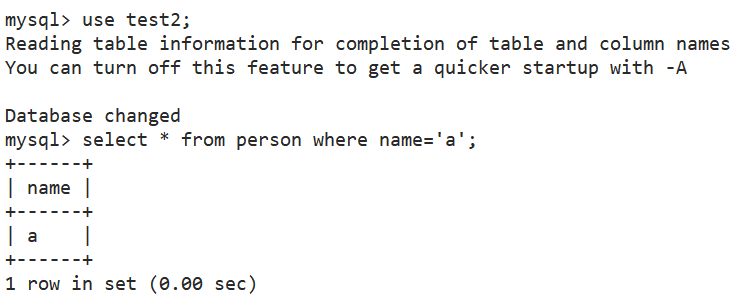 mysql> use test2;
Reading table information for completion of table and column names
You can turn off this feature to get a quicker startup with -A

Database changed
mysql> select * from person where name='a';
+------+
| name |
+------+
| a    |
+------+
1 row in set (0.00 sec)